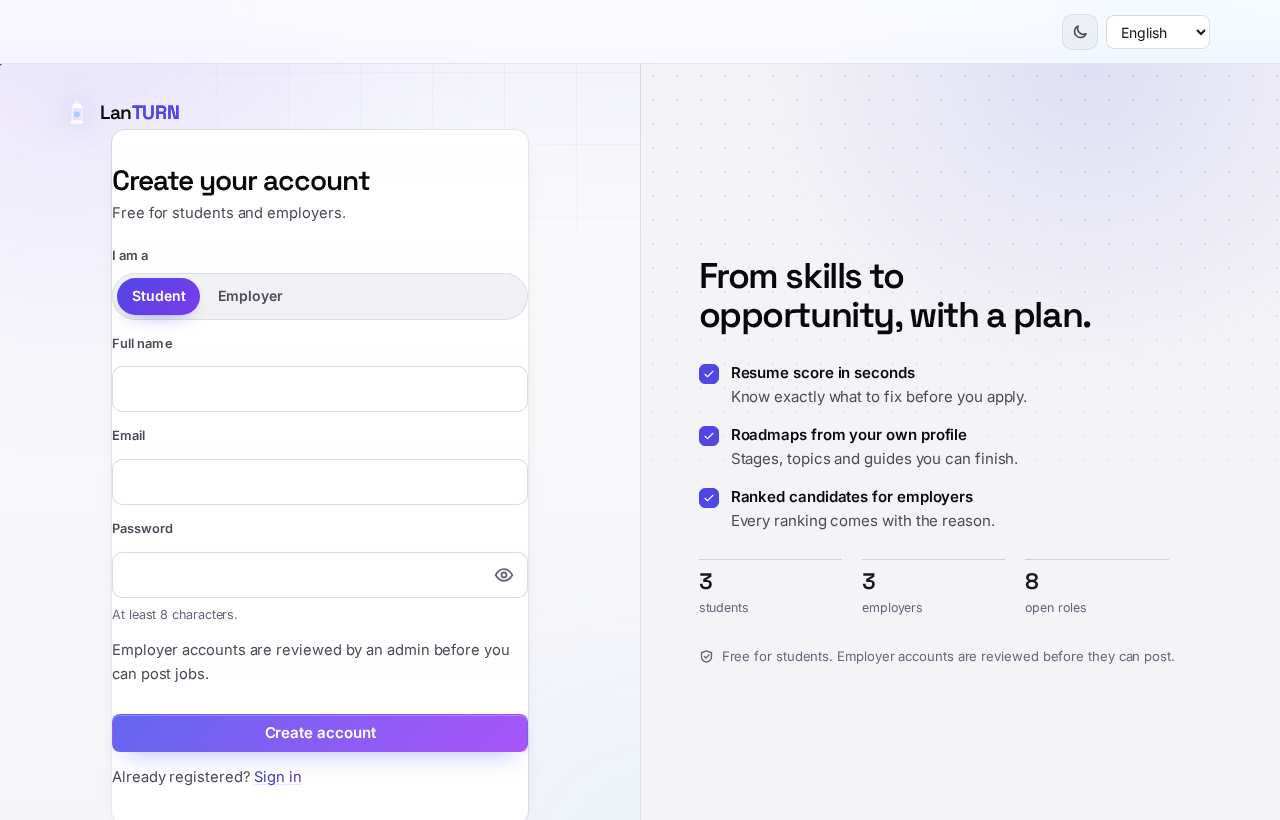 English
LanTURN
Create your account
Free for students and employers.
I am a
Student Employer
Full name
Email
Password
At least 8 characters.
Employer accounts are reviewed by an admin before you
can post jobs.
Create account
Already registered? Sign in
From skills to
opportunity, with a plan.
Resume score in seconds
Know exactly what to fix before you apply.
Roadmaps from your own profile
Stages, topics and guides you can finish.
Ranked candidates for employers
Every ranking comes with the reason.
3 3 8
students employers open roles
Free for students. Employer accounts are reviewed before they can post.